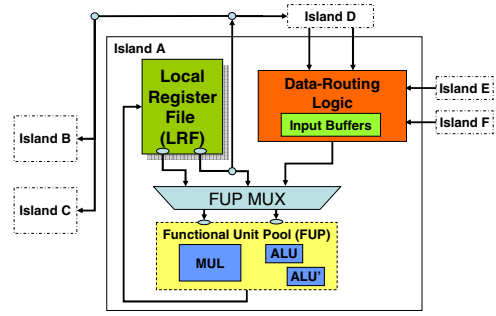 Island D
Island A
Local
Register
File
(LRF)
Data-Routing
Logic
Input Buffers
Island E
Island F
Island B
Island C
FUP MUX
Functional Unit Pool (FUP)
MUL
ALU
ALU'